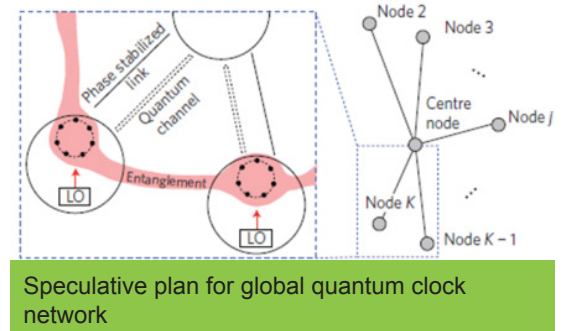 Node 2
Node 3
Phase stabilized
link
Quantum
channel
Centre
node
Node J
Entanglement
LO
LO
Node K
Node K – 1
Speculative plan for global quantum clock
network